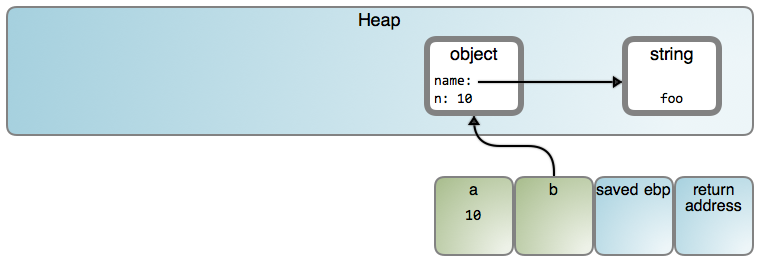 Heap
object
string
name:
n: 10
foo
a
b
saved ebp
return
address
10